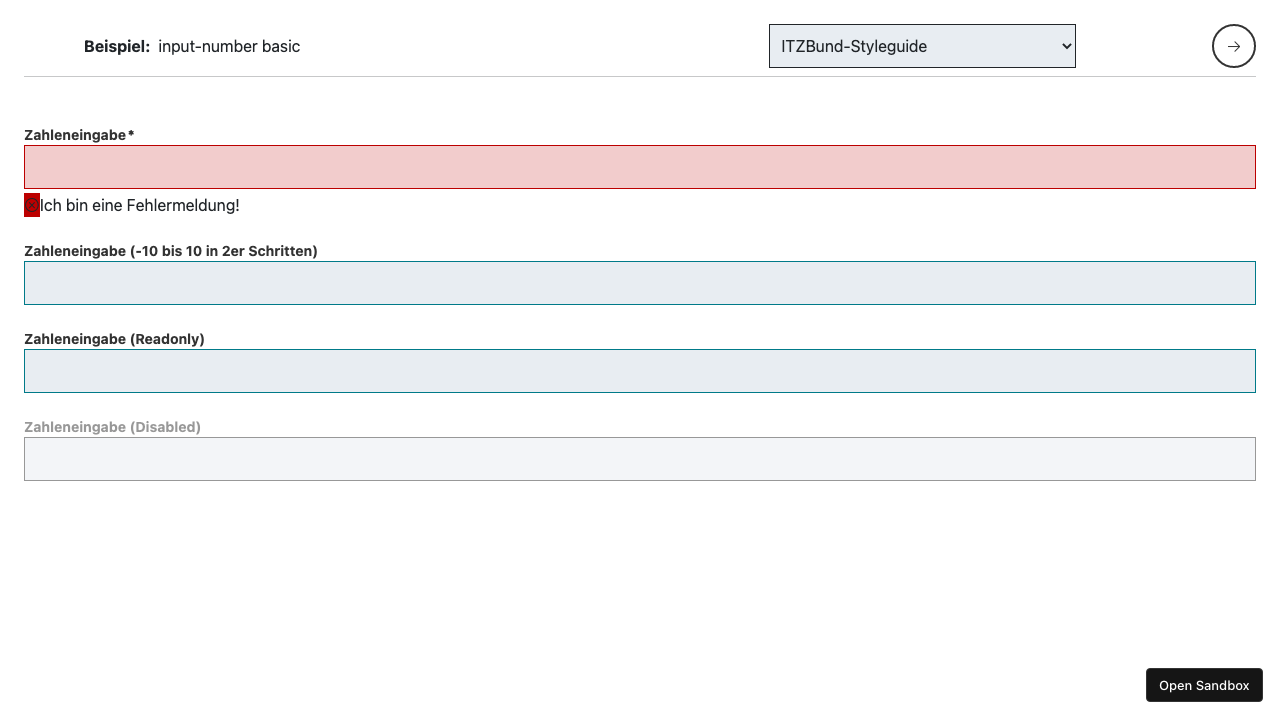 Beispiel: input-number basic
ITZBund-Styleguide
Zahleneingabe*
Ich bin eine Fehlermeldung!
Zahleneingabe (-10 bis 10 in 2er Schritten)
Zahleneingabe (Readonly)
Zahleneingabe (Disabled)
Open Sandbox